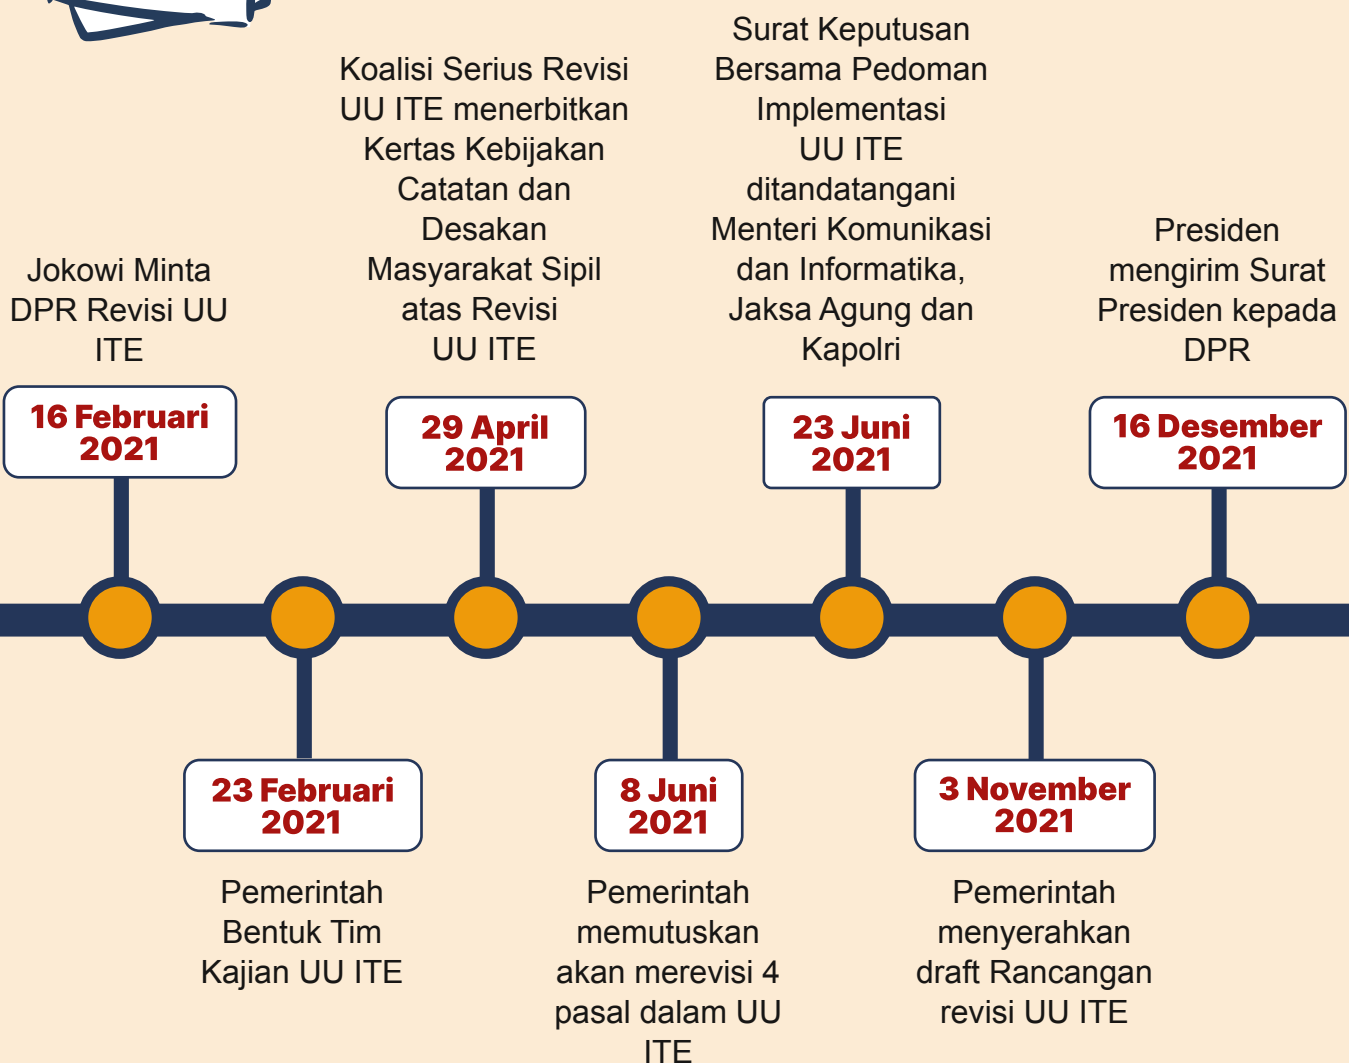 Jokowi Minta
DPR Revisi UU
ITE
16 Februari
2021
23 Februari
2021
Pemerintah
Bentuk Tim
Kajian UU ITE
Koalisi Serius Revisi
UU ITE menerbitkan
Kertas Kebijakan
Catatan dan
Desakan
Masyarakat Sipil
atas Revisi
UU ITE
29 April
2021
8 Juni
2021
Pemerintah
memutuskan
akan merevisi 4
pasal dalam UU
ITE
Surat Keputusan
Bersama Pedoman
Implementasi
UU ITE
ditandatangani
Menteri Komunikasi
dan Informatika,
Jaksa Agung dan
Kapolri
23 Juni
2021
3 November
2021
Pemerintah
menyerahkan
draft Rancangan
revisi UU ITE
Presiden
mengirim Surat
Presiden kepada
DPR
16 Desember
2021